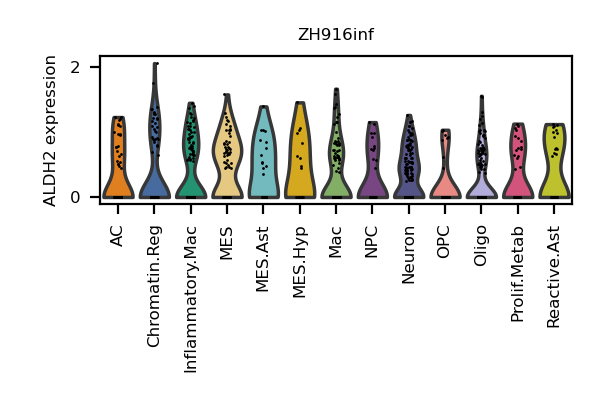 ZH916inf
ALDH2 expression
2
0
AC
Chromatin.Reg
Inflammatory.Mac
MES
MES.Ast
MES.Hyp
Mac
NPC
Neuron
OPC
Oligo
Prolif.Metab
Reactive.Ast